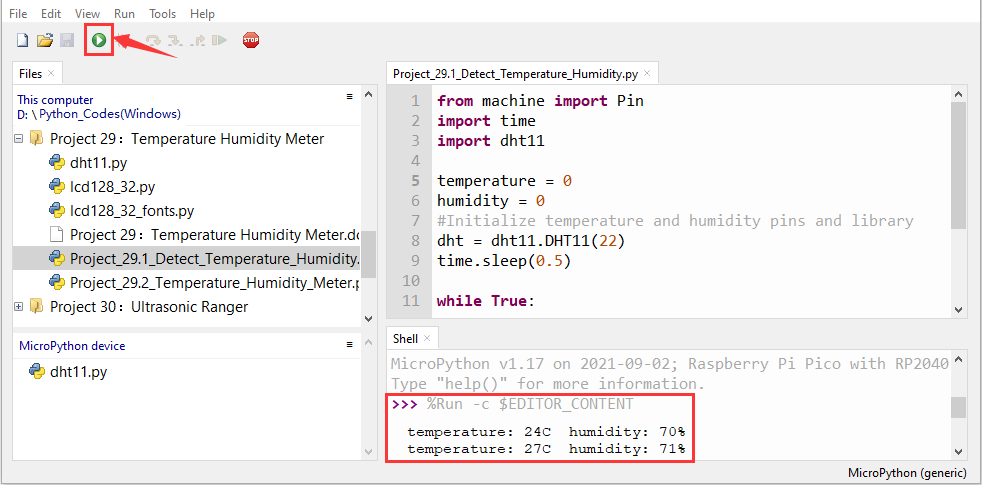 File Edit View Run Tools Help
STOP
Files ×
This computer
D: \Python_Codes(Windows)
Project 29：Temperature Humidity Meter
dht11.py
lcd128_32.py
lcd128_32_fonts.py
Project 29：Temperature Humidity Meter.do
Project_29.1_Detect_Temperature_Humidity.
Project_29.2_Temperature_Humidity_Meter.p
Project 30：Ultrasonic Ranger
MicroPython device
dht11.py
Project_29.1_Detect_Temperature_Humidity.py ×
1 from machine import Pin
2 import time
3 import dht11
4
5 temperature = 0
6 humidity = 0
7 #Initialize temperature and humidity pins and library
8 dht = dht11.DHT11(22)
9 time.sleep(0.5)
10
11 while True:
Shell ×
MicroPython v1.17 on 2021-09-02; Raspberry Pi Pico with RP2040
Type "help()" for more information.
>>> %Run -c $EDITOR_CONTENT
temperature: 24C  humidity: 70%
temperature: 27C  humidity: 71%
MicroPython (generic)